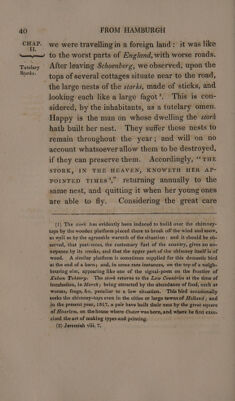 40 FROM HAMBURGH
CHAP. II.
we were travelling in a foreign land: it was like
to the worst parts of England, with worse roads.
Tutelary Storks.
After leaving Schoenberg, we observed, upon the
tops of several cottages situate near to the road,
the large nests of the storks, made of sticks, and
looking each like a large fagot¹. This is con-
sidered, by the inhabitants, as a tutelary omen.
Happy is the man on whose dwelling the stork
hath built her nest. They suffer those nests to
remain throughout the year; and will on no
account whatsoever allow them to be destroyed,
if they can preserve them. Accordingly, “THE
STORK, IN THE HEAVEN, KNOWETH HER AP-
POINTED TIMES²,” returning annually to the
same nest, and quitting it when her young ones
are able to fly. Considering the great care
(1) The stork has evidently been induced to build over the chimney-
tops by the wooden platform placed there to break off the wind and snow,
as well as by the agreeable warmth of the situation: and it should be ob-
served, that peat-stone, the customary fuel of the country, gives no an-
noyance by its smoke; and that the upper part of the chimney itself is of
wood. A similar platform is sometimes supplied for this domestic bird
at the end of a barn; and, in some rare instances, on the top of a neigh-
bouring elm, appearing like one of the signal-posts on the frontier of
Kuban Tahtary. The stork returns to the Low Countries at the time of
incubation, in March; being attracted by the abundance of food, such as
worms, frogs, &c. peculiar to a low situation. This bird occasionally
seeks the chimney-tops even in the cities or large towns of Holland; and
in the present year, 1817, a pair have built their nest by the great square
of Haarlem, on the house where Coster was born, and where he first exer-
cised the art of making types and printing.
(2) Jeremiah viii. 7.